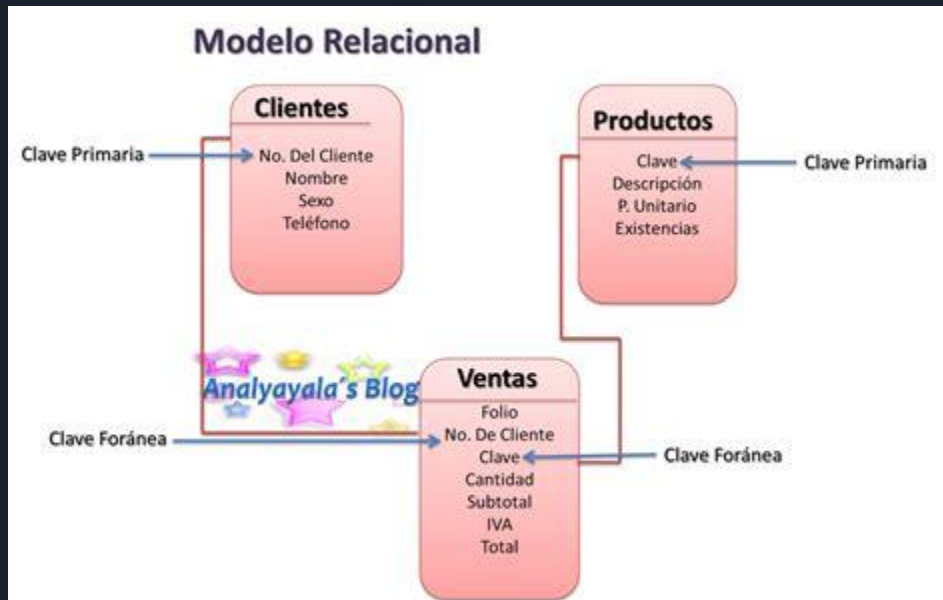 Modelo Relacional
Clientes
Clave Primaria
No. Del Cliente
Nombre
Sexo
Teléfono
Productos
Clave
Clave Primaria
Descripción
P. Unitario
Existencias
Analyayala´s Blog
Ventas
Folio
Clave Foránea
No. De Cliente
Clave
Clave Foránea
Cantidad
Subtotal
IVA
Total